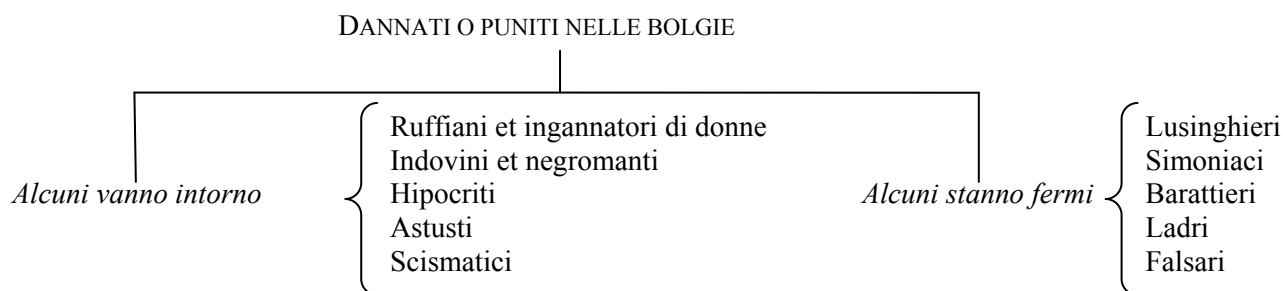 DANNATI O PUNITI NELLE BOLGIE
Alcuni vanno intorno
Ruffiani et ingannatori di donne
Indovini et negromanti
Hipocriti
Astusti
Scismatici
Alcuni stanno fermi
Lusinghieri
Simoniaci
Barattieri
Ladri
Falsari